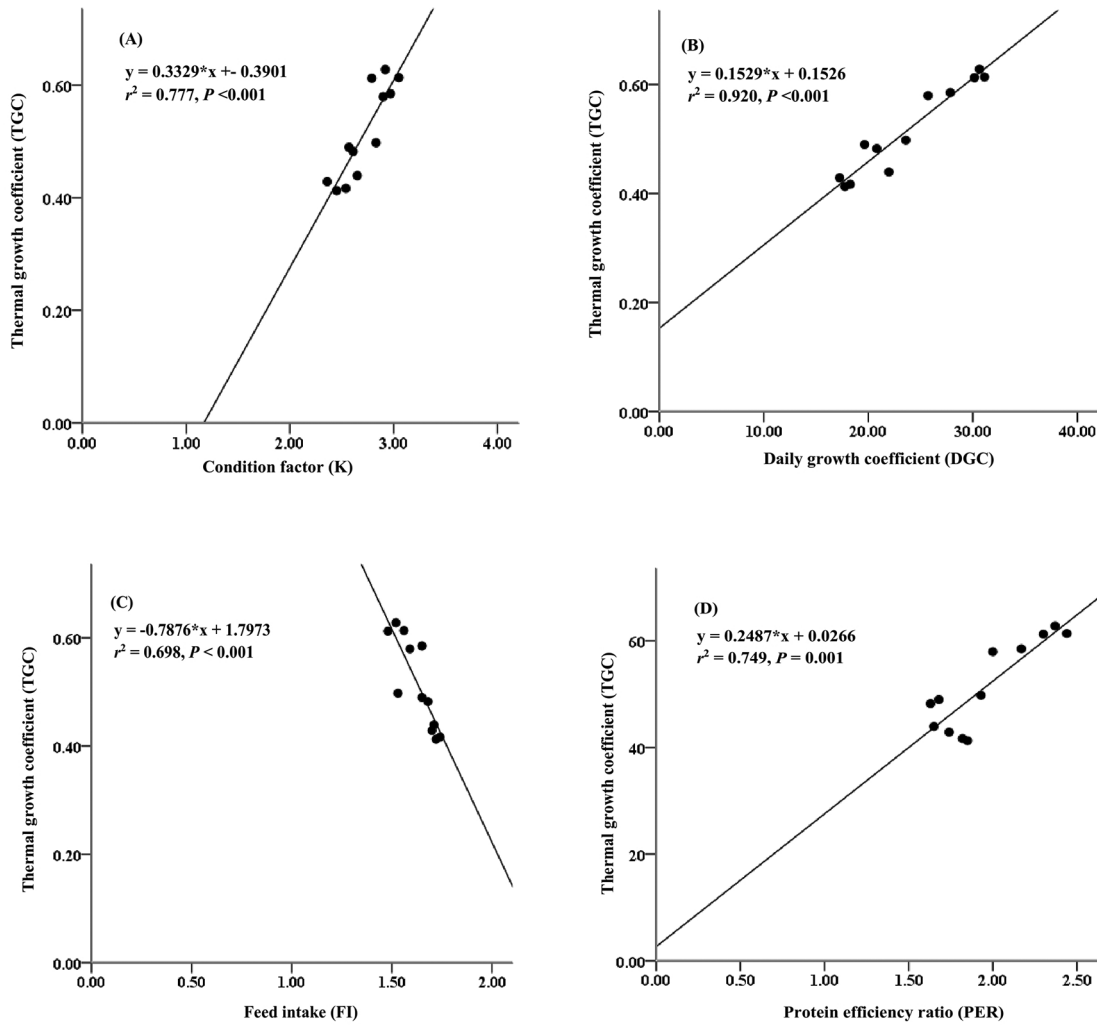 (A)
y = 0.3329*x +- 0.3901
r² = 0.777, P <0.001
Thermal growth coefficient (TGC)
0.60
0.40
0.20
0.00
0.00 1.00 2.00 3.00 4.00
Condition factor (K)
(B)
y = 0.1529*x + 0.1526
r² = 0.920, P <0.001
Thermal growth coefficient (TGC)
0.60
0.40
0.20
0.00
0.00 10.00 20.00 30.00 40.00
Daily growth coefficient (DGC)
(C)
y = -0.7876*x + 1.7973
r² = 0.698, P < 0.001
Thermal growth coefficient (TGC)
0.60
0.40
0.20
0.00
0.00 1.00 1.50 2.00
Feed intake (FI)
(D)
y = 0.2487*x + 0.0266
r² = 0.749, P = 0.001
Thermal growth coefficient (TGC)
60
40
20
0.00
0.00 0.50 1.00 1.50 2.00 2.50
Protein efficiency ratio (PER)